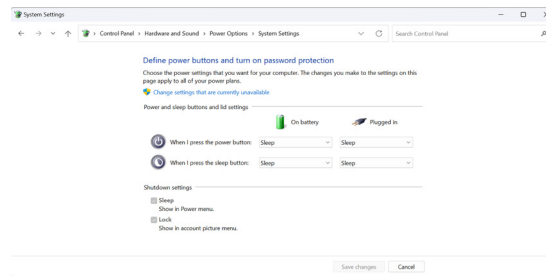 System Settings
Control Panel › Hardware and Sound › Power Options › System Settings
Search Control Panel
Define power buttons and turn on password protection
Choose the power settings that you want for your computer. The changes you make to the settings on this
page apply to all of your power plans.
Change settings that are currently unavailable
Power and sleep buttons and lid settings
On battery
Plugged in
When I press the power button: Sleep Sleep
When I press the sleep button: Sleep Sleep
Shutdown settings
Sleep
Show in Power menu.
Lock
Show in account picture menu.
Save changes Cancel